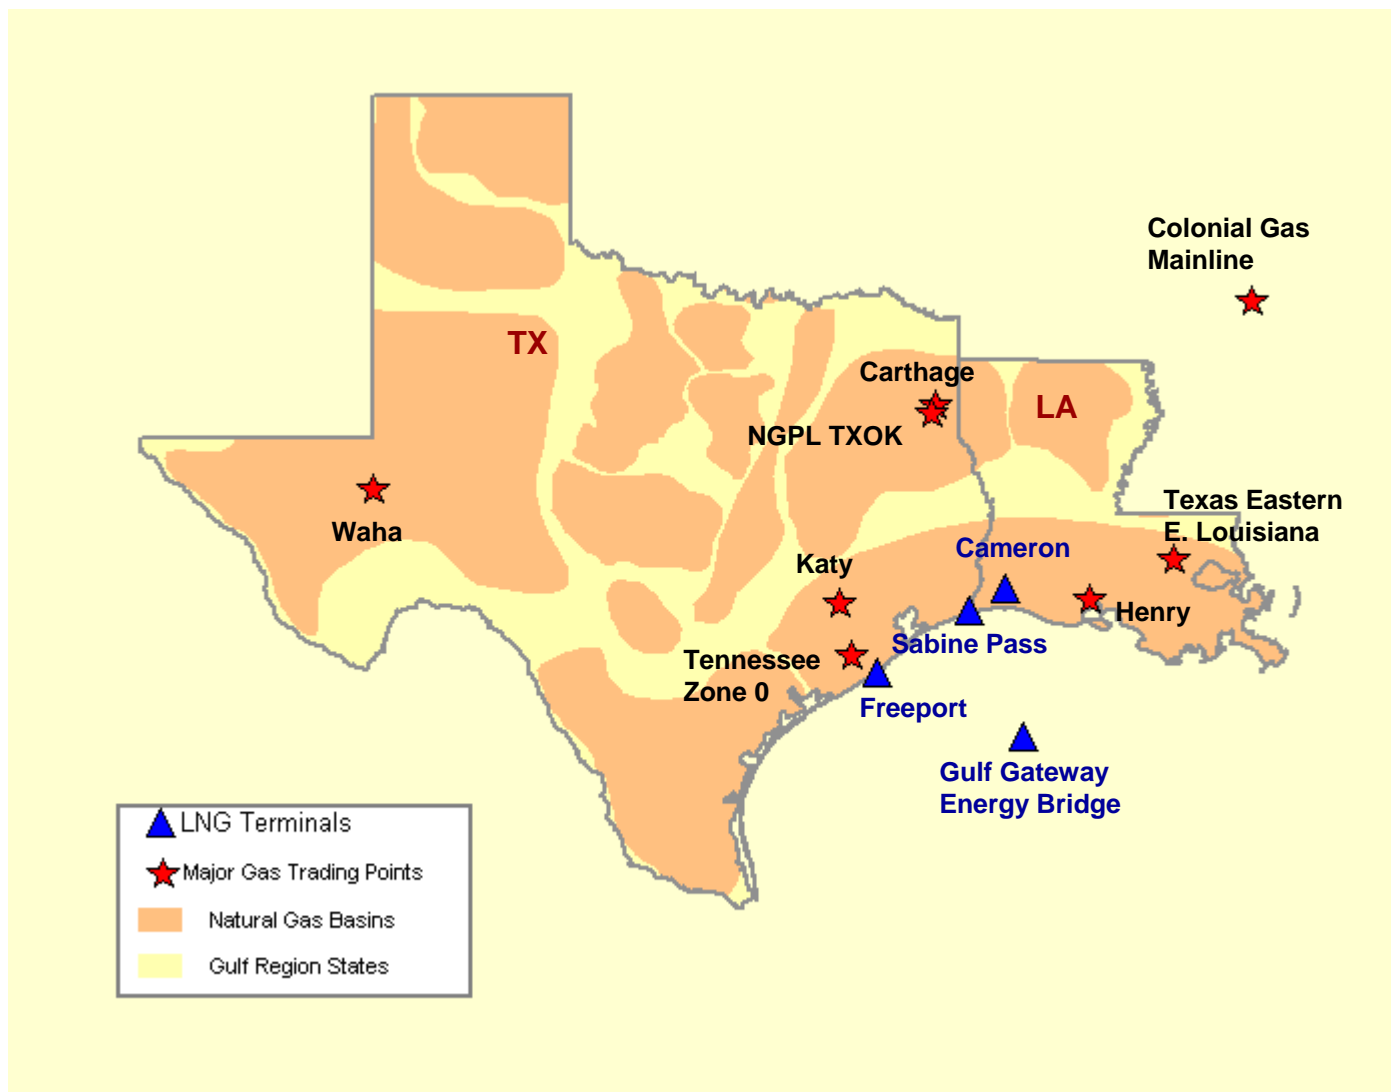 Colonial Gas
Mainline
TX
Carthage
LA
NGPL TXOK
Texas Eastern
E. Louisiana
Waha
Cameron
Katy
Henry
Sabine Pass
Tennessee
Zone 0
Freeport
Gulf Gateway
Energy Bridge
LNG Terminals
Major Gas Trading Points
Natural Gas Basins
Gulf Region States